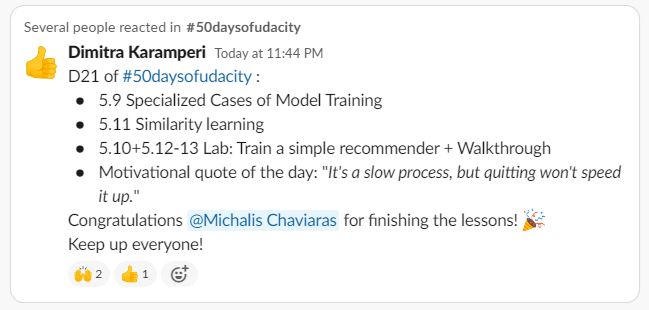 Several people reacted in #50daysofudacity
Dimitra Karamperi Today at 11:44 PM
D21 of #50daysofudacity :
● 5.9 Specialized Cases of Model Training
● 5.11 Similarity learning
● 5.10+5.12-13 Lab: Train a simple recommender + Walkthrough
● Motivational quote of the day: "It's a slow process, but quitting won't speed
it up."
Congratulations @Michalis Chaviaras for finishing the lessons! 🎉
Keep up everyone!
🙌 2 👍 1